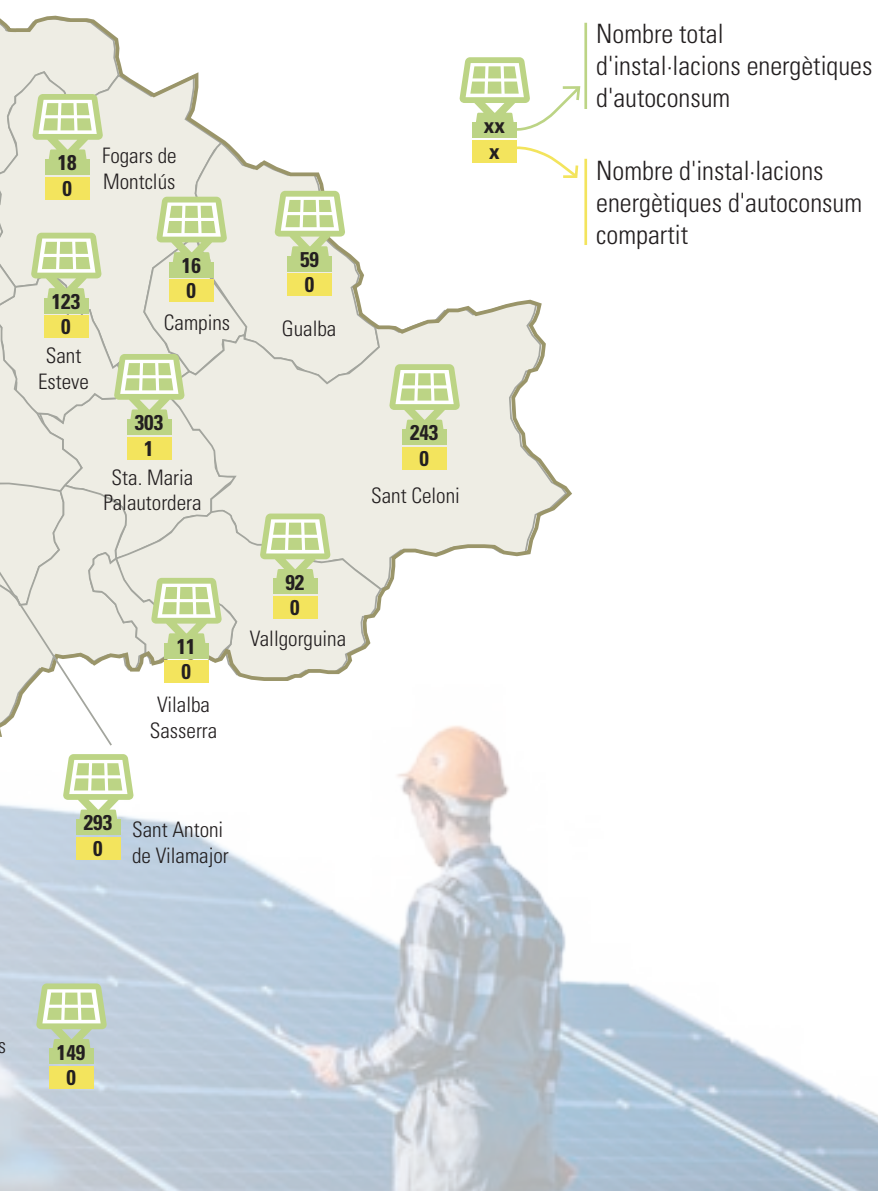 Nombre total
d'instal·lacions energètiques
d'autoconsum
xx
x
Nombre d'instal·lacions
energètiques d'autoconsum
compartit
18
0
Fogars de
Montclús
16
0
Campins
59
0
Gualba
123
0
Sant
Esteve
303
1
Sta. Maria
Palautordera
243
0
Sant Celoni
92
0
Vallgorguina
11
0
Vilalba
Sasserra
293
0
Sant Antoni
de Vilamajor
s
149
0